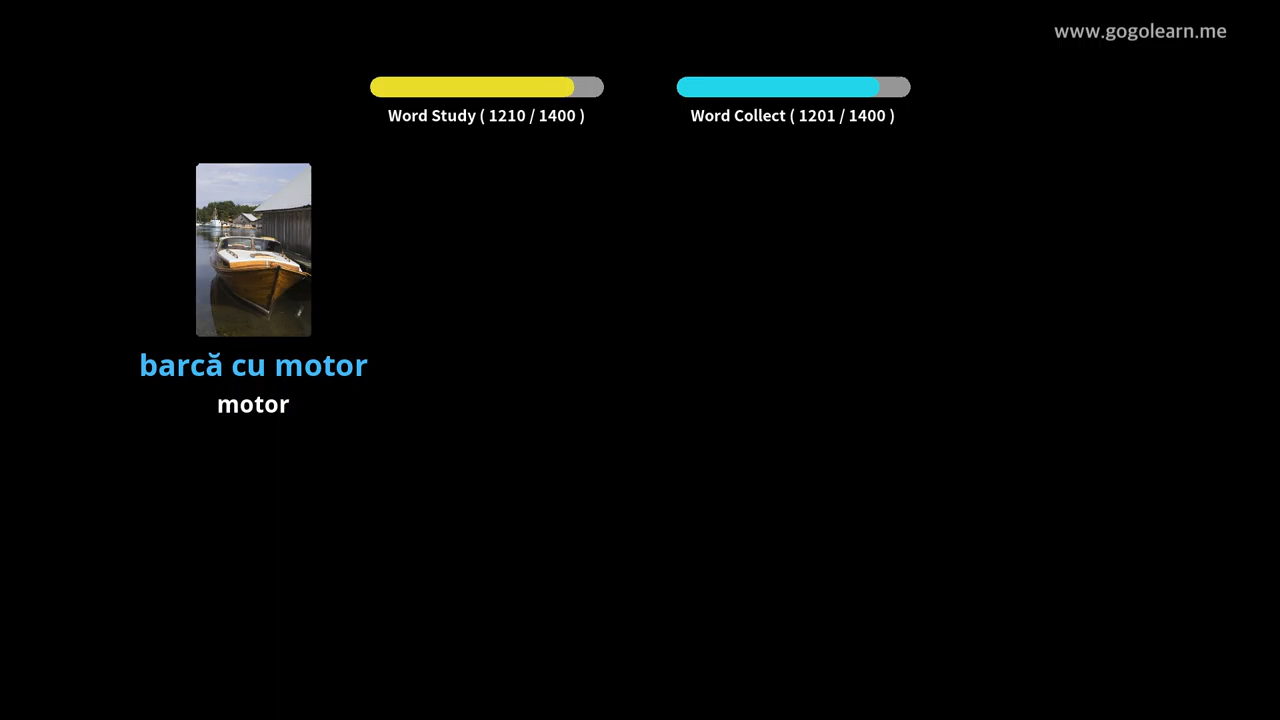 www.gogolearn.me
Word Study ( 1210 / 1400 )
Word Collect ( 1201 / 1400 )
barcă cu motor
motor